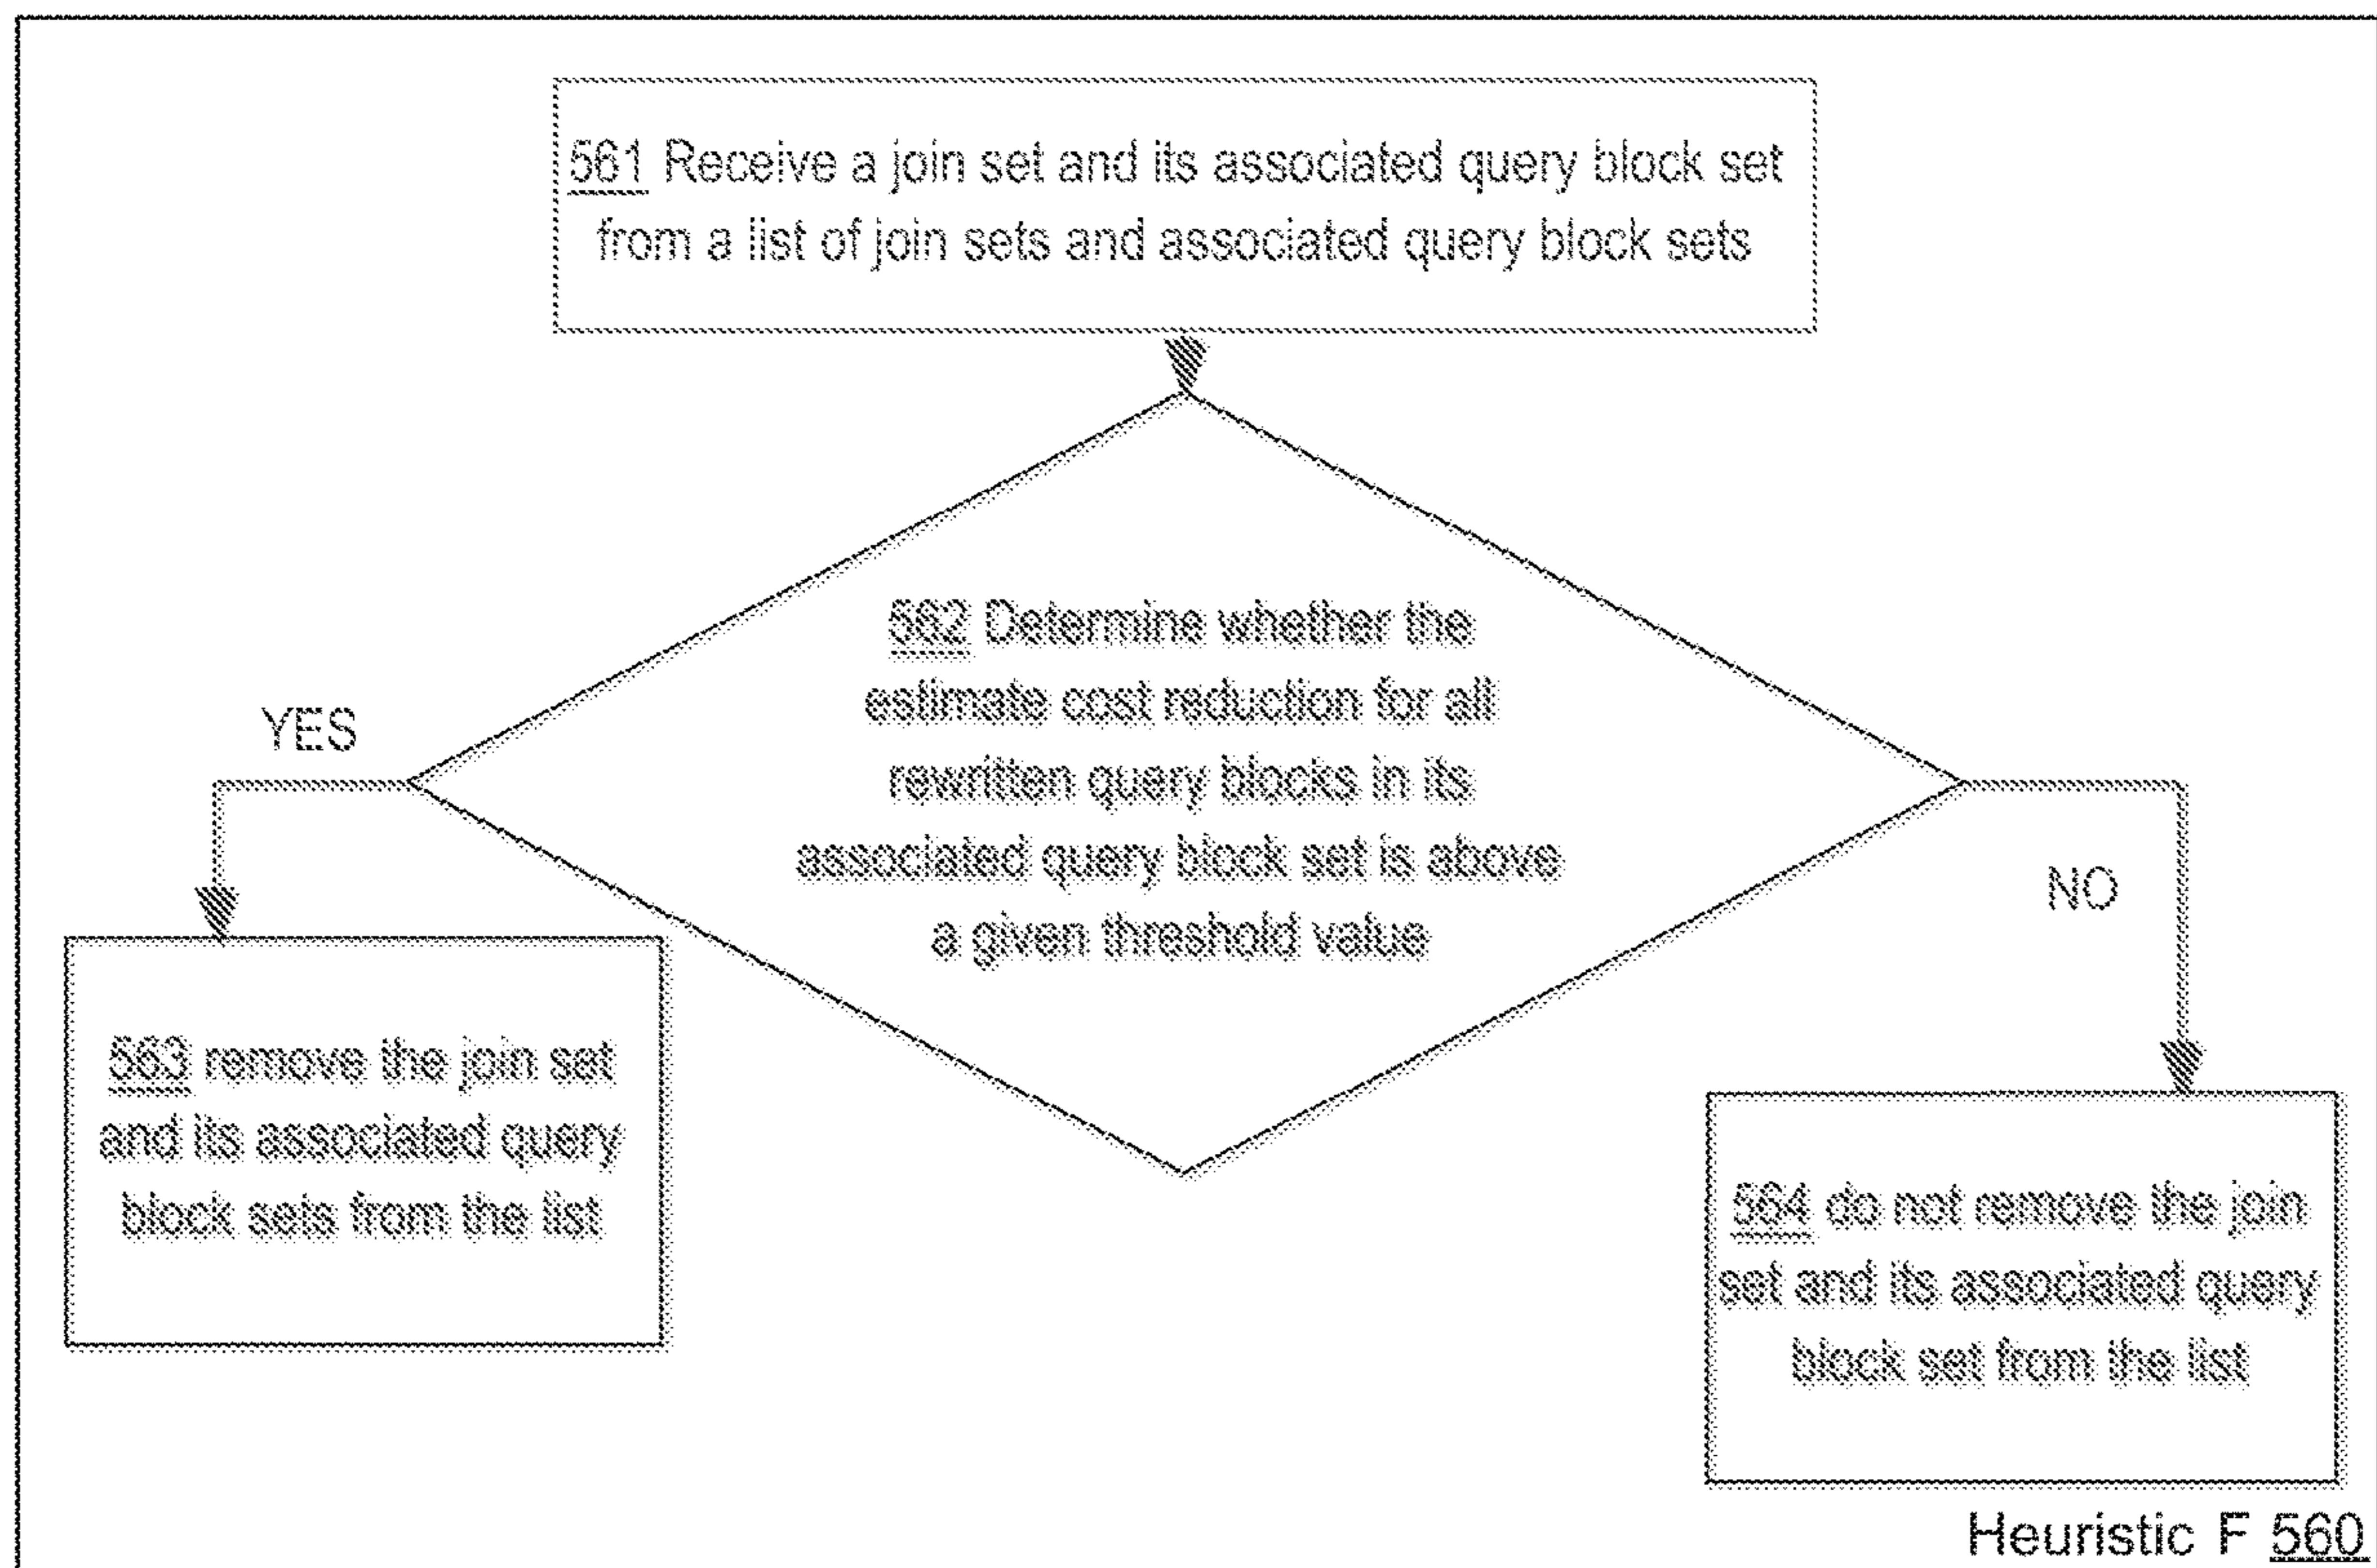 561 Receive a join set and its associated query block set
from a list of join sets and associated query block sets
562 Determine whether the
estimate cost reduction for all
rewritten query blocks in its
associated query block set is above
a given threshold value
YES
NO
563 remove the join set
and its associated query
block sets from the list
564 do not remove the join
set and its associated query
block set from the list
Heuristic F 560